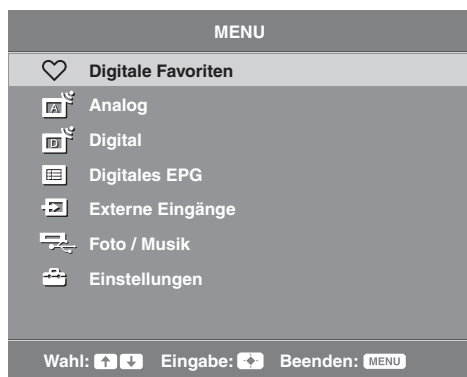 MENU
Digitale Favoriten
Analog
Digital
Digitales EPG
Externe Eingänge
Foto / Musik
Einstellungen
Wahl: Eingabe: Beenden: MENU